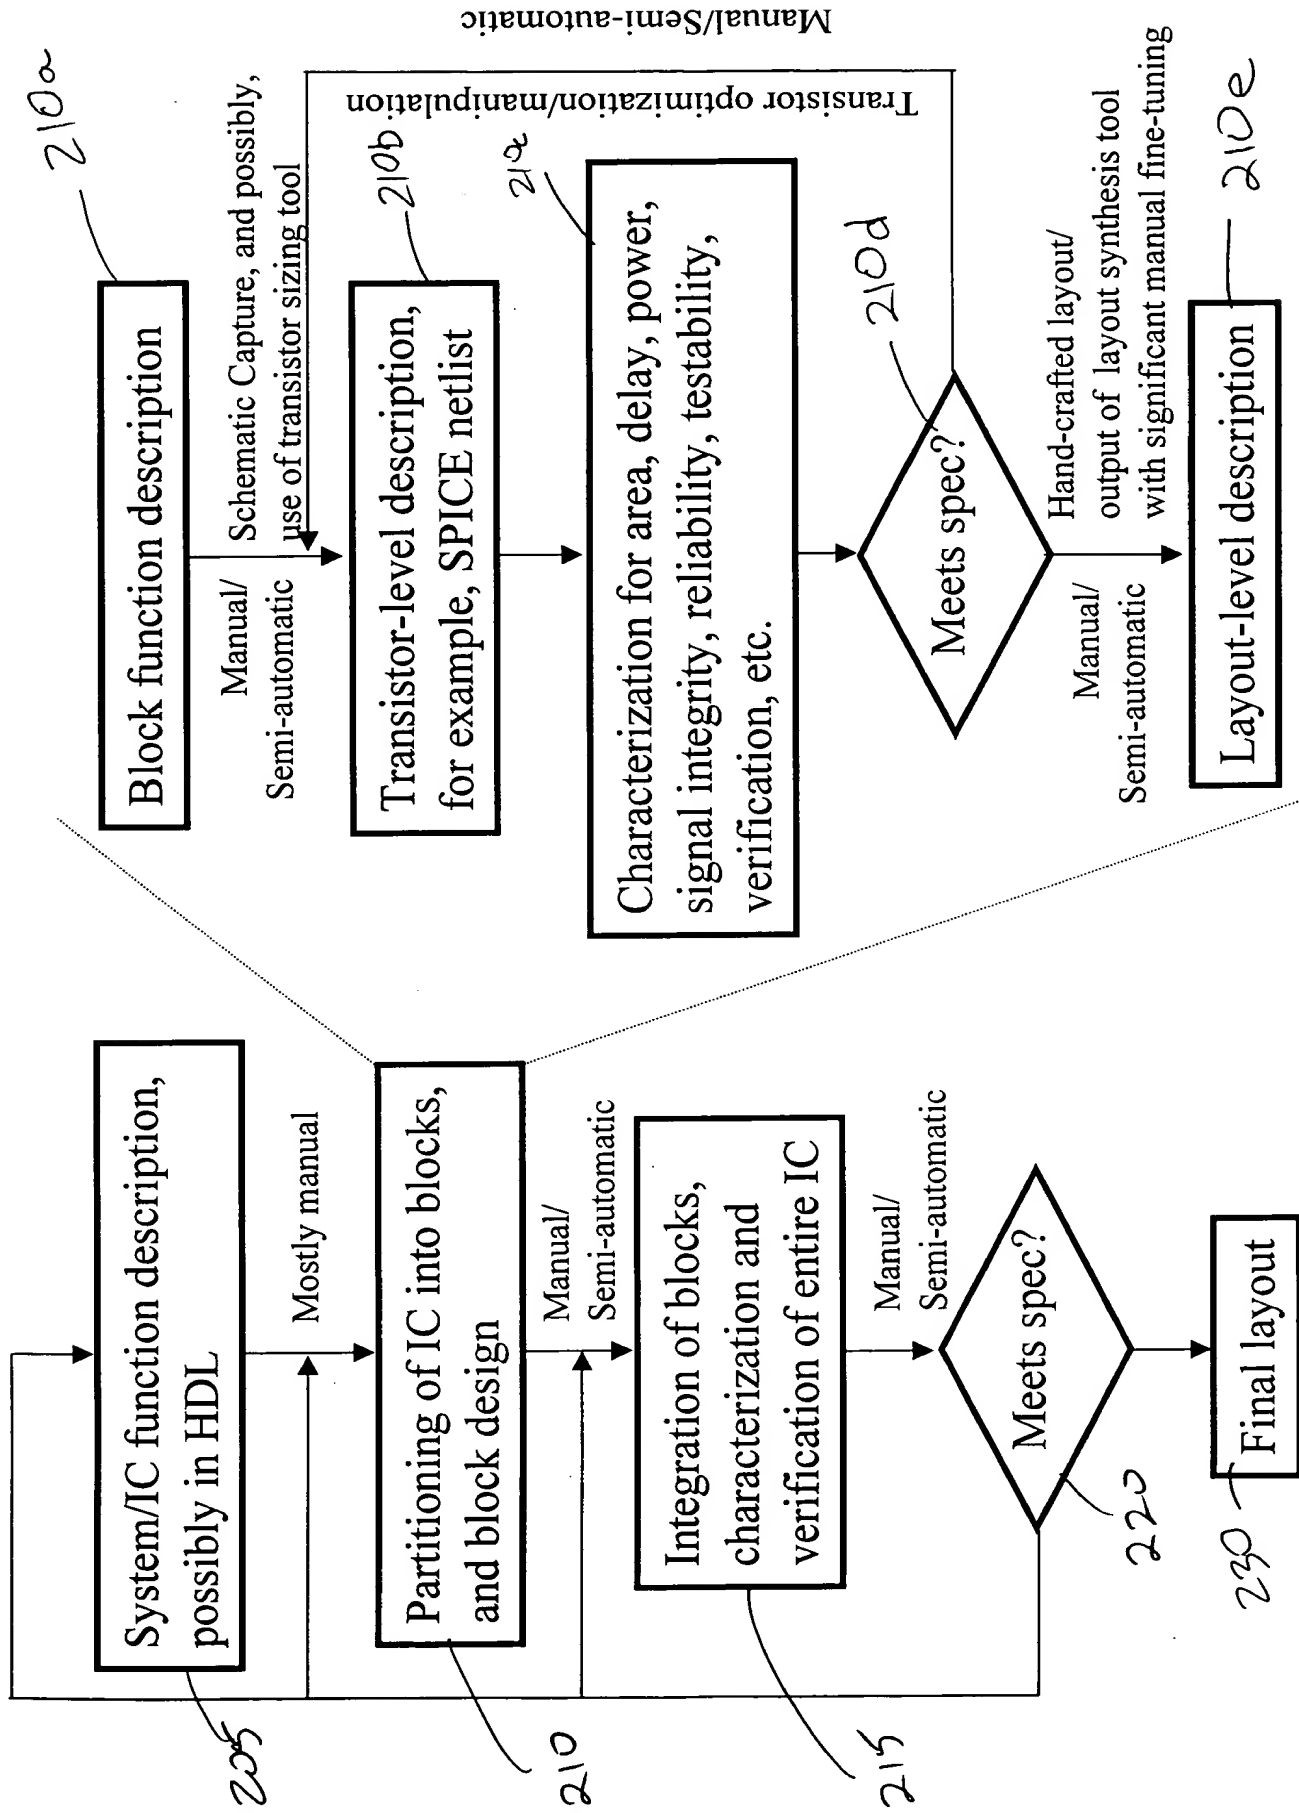 System/IC function description,
possibly in HDL
205
Mostly manual
Partitioning of IC into blocks,
and block design
210
Manual/
Semi-automatic
Integration of blocks,
characterization and
verification of entire IC
215
Manual/
Semi-automatic
Meets spec?
220
Final layout
230
Block function description
210a
Manual/
Semi-automatic
Schematic Capture, and possibly,
use of transistor sizing tool
Transistor-level description,
for example, SPICE netlist
210b
Characterization for area, delay, power,
signal integrity, reliability, testability,
verification, etc.
Transistor optimization/manipulation
Manual/Semi-automatic
Meets spec?
210d
Manual/
Semi-automatic
Hand-crafted layout/
output of layout synthesis tool
with significant manual fine-tuning
Layout-level description
210e